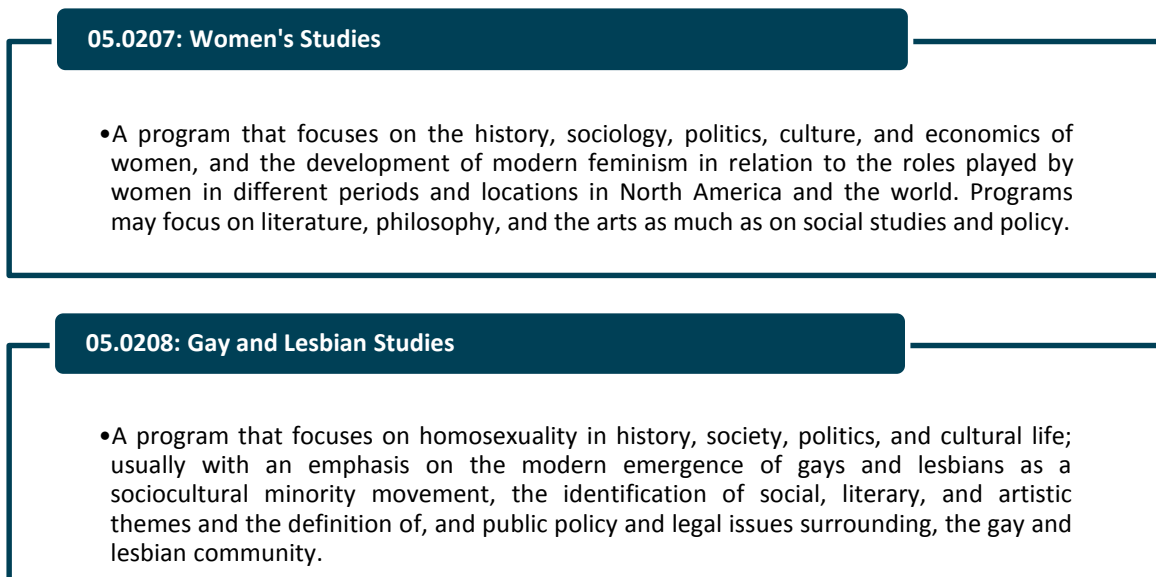 05.0207: Women's Studies
•A program that focuses on the history, sociology, politics, culture, and economics of
women, and the development of modern feminism in relation to the roles played by
women in different periods and locations in North America and the world. Programs
may focus on literature, philosophy, and the arts as much as on social studies and policy.
05.0208: Gay and Lesbian Studies
•A program that focuses on homosexuality in history, society, politics, and cultural life;
usually with an emphasis on the modern emergence of gays and lesbians as a
sociocultural minority movement, the identification of social, literary, and artistic
themes and the definition of, and public policy and legal issues surrounding, the gay and
lesbian community.